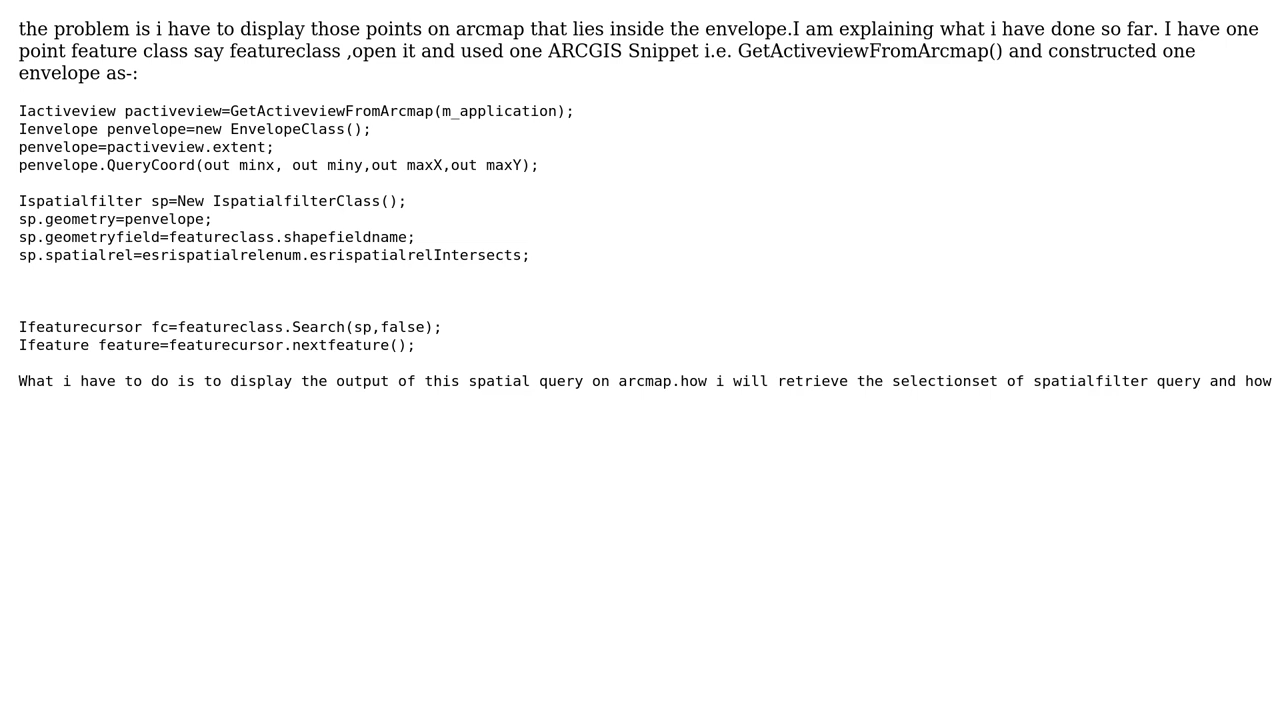 the problem is i have to display those points on arcmap that lies inside the envelope.I am explaining what i have done so far. I have one
point feature class say featureclass ,open it and used one ARCGIS Snippet i.e. GetActiveviewFromArcmap() and constructed one
envelope as-:
Iactiveview pactiveview=GetActiveviewFromArcmap(m_application);
Ienvelope penvelope=new EnvelopeClass();
penvelope=pactiveview.extent;
penvelope.QueryCoord(out minx, out miny,out maxX,out maxY);
Ispatialfilter sp=New IspatialfilterClass();
sp.geometry=penvelope;
sp.geometryfield=featureclass.shapefieldname;
sp.spatialrel=esrispatialrelenum.esrispatialrelIntersects;
Ifeaturecursor fc=featureclass.Search(sp,false);
Ifeature feature=featurecursor.nextfeature();
What i have to do is to display the output of this spatial query on arcmap.how i will retrieve the selectionset of spatialfilter query and how